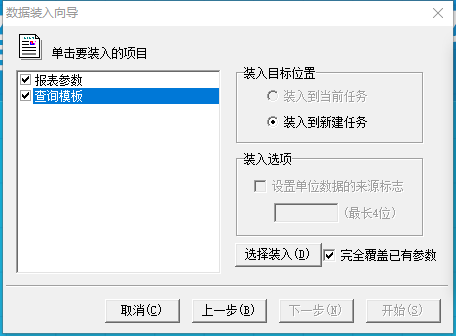 数据装入向导
单击要装入的项目
报表参数
查询模板
装入目标位置
装入到当前任务
装入到新建任务
装入选项
设置单位数据的来源标志
(最长4位)
选择装入(D)
完全覆盖已有参数
取消(C)
上一步(B)
下一步(N)
开始(S)